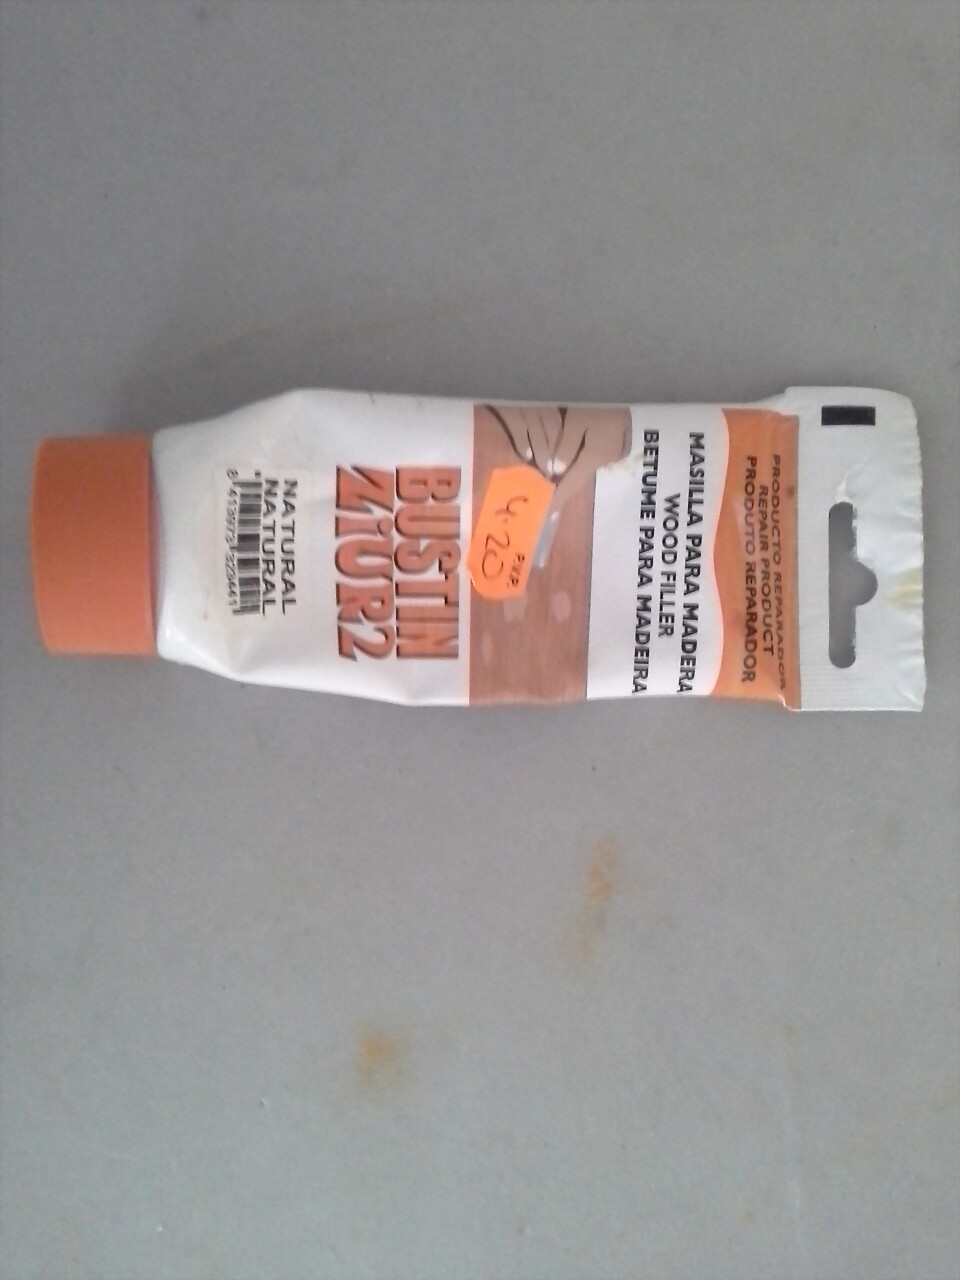 PRODUCTO REPARADOR
REPAIR PRODUCT
PRODUTO REPARADOR
MASILLA PARA MADERA
WOOD FILLER
BETUME PARA MADEIRA
4.20
BUSTIN
NATURAL
NATURAL